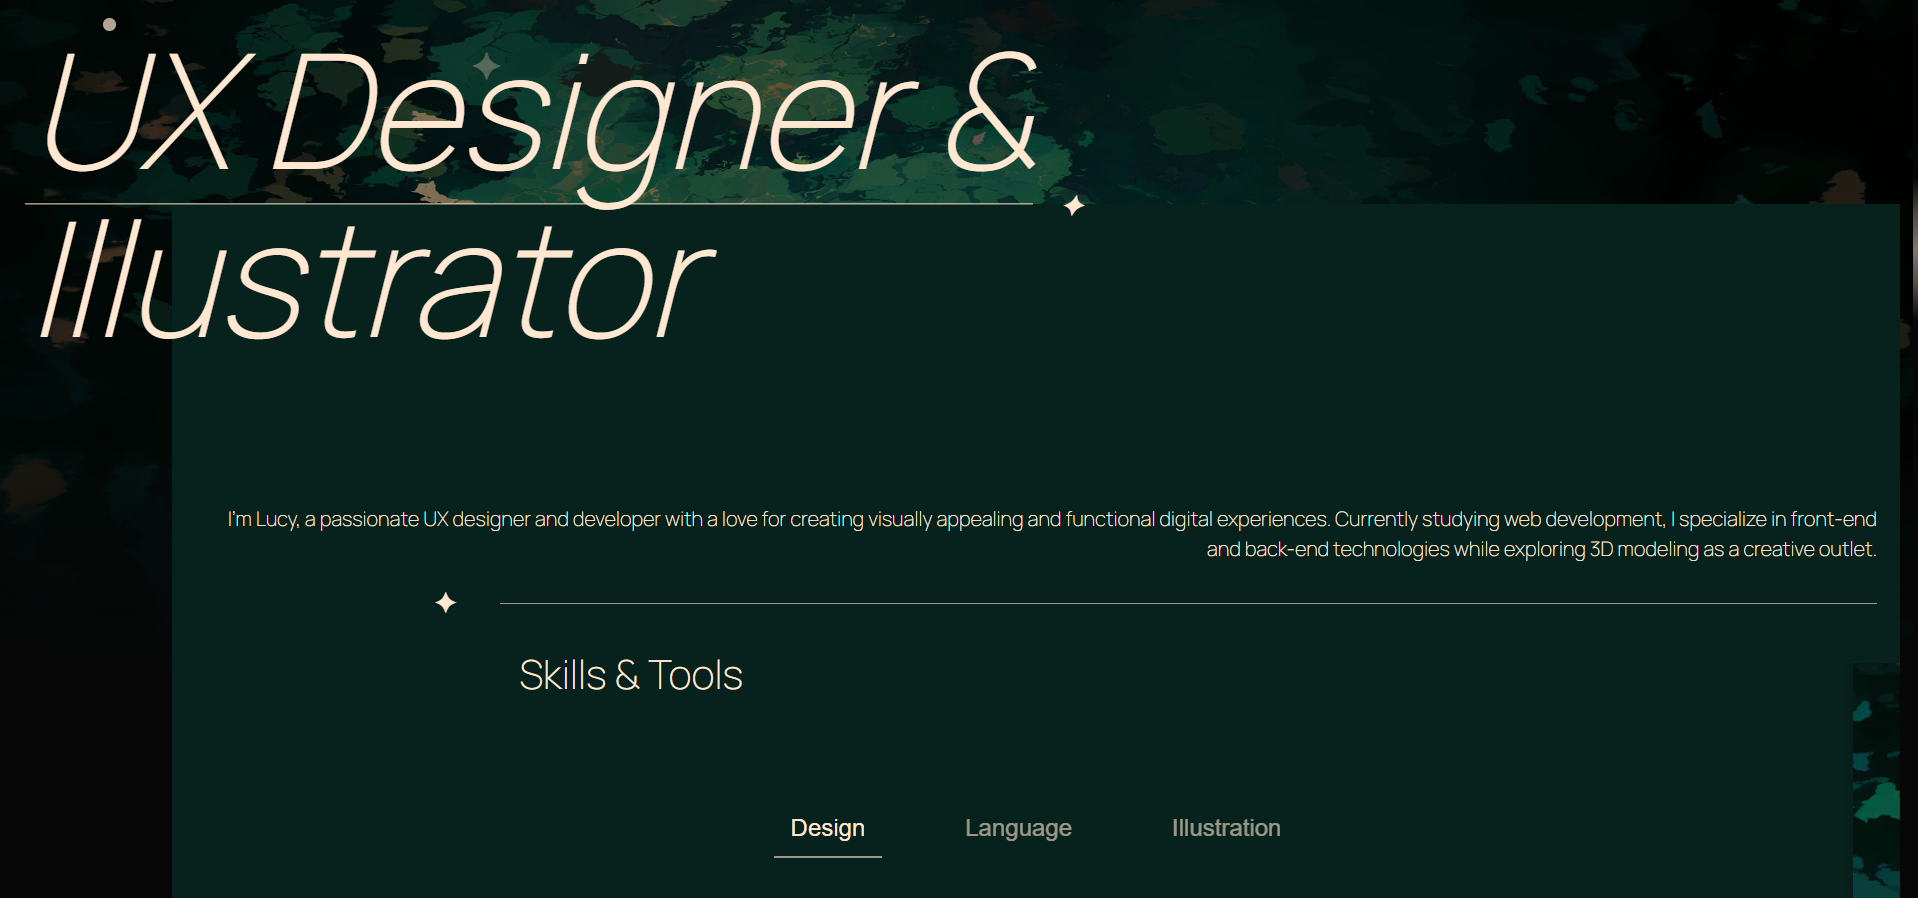 UX Designer &
Illustrator
I'm Lucy, a passionate UX designer and developer with a love for creating visually appealing and functional digital experiences. Currently studying web development, I specialize in front-end
and back-end technologies while exploring 3D modeling as a creative outlet.
Skills & Tools
Design Language Illustration